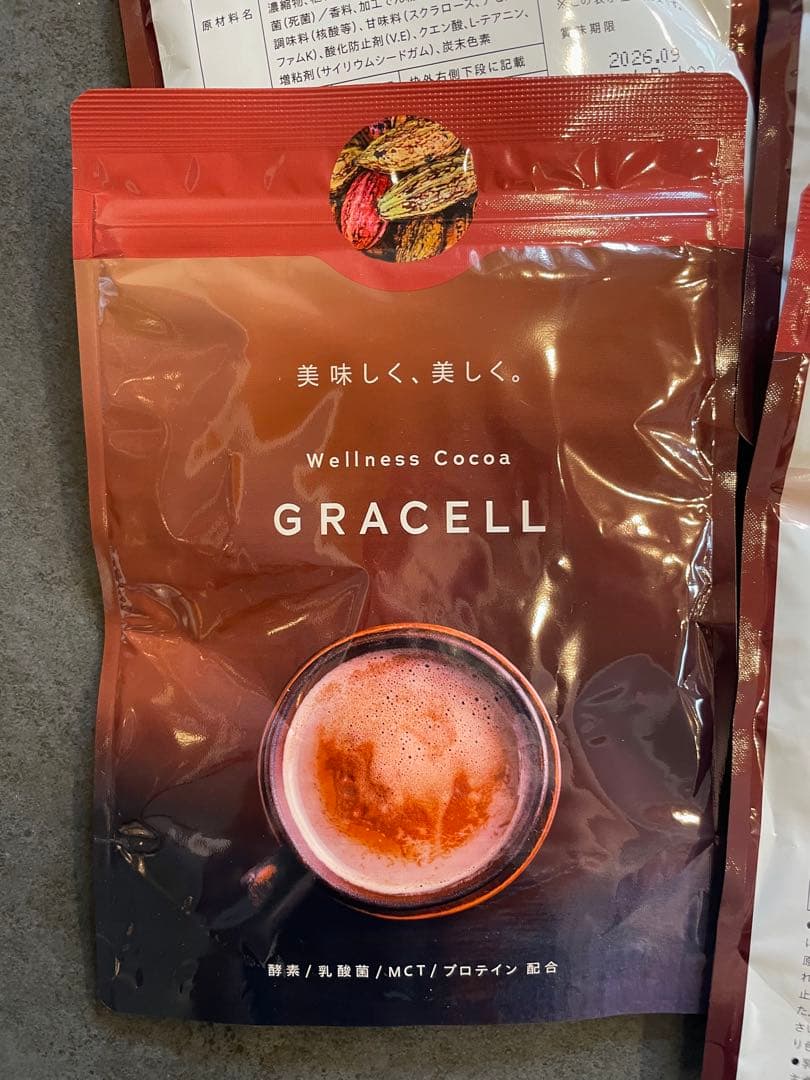 原材料名
菌(死菌)/香料、加工でん
調味料(核酸等)、甘味料(スクラロース、ア
ファムK)、酸化防止剤(V.E)、クエン酸、L-テアニン、
増粘剤(サイリウムシードガム)、炭末色素
枠外右側下段に記載
賞味期限
2026.09
美味しく、美しく。
Wellness Cocoa
GRACELL
酵素/乳酸菌/MCT/プロテイン 配合